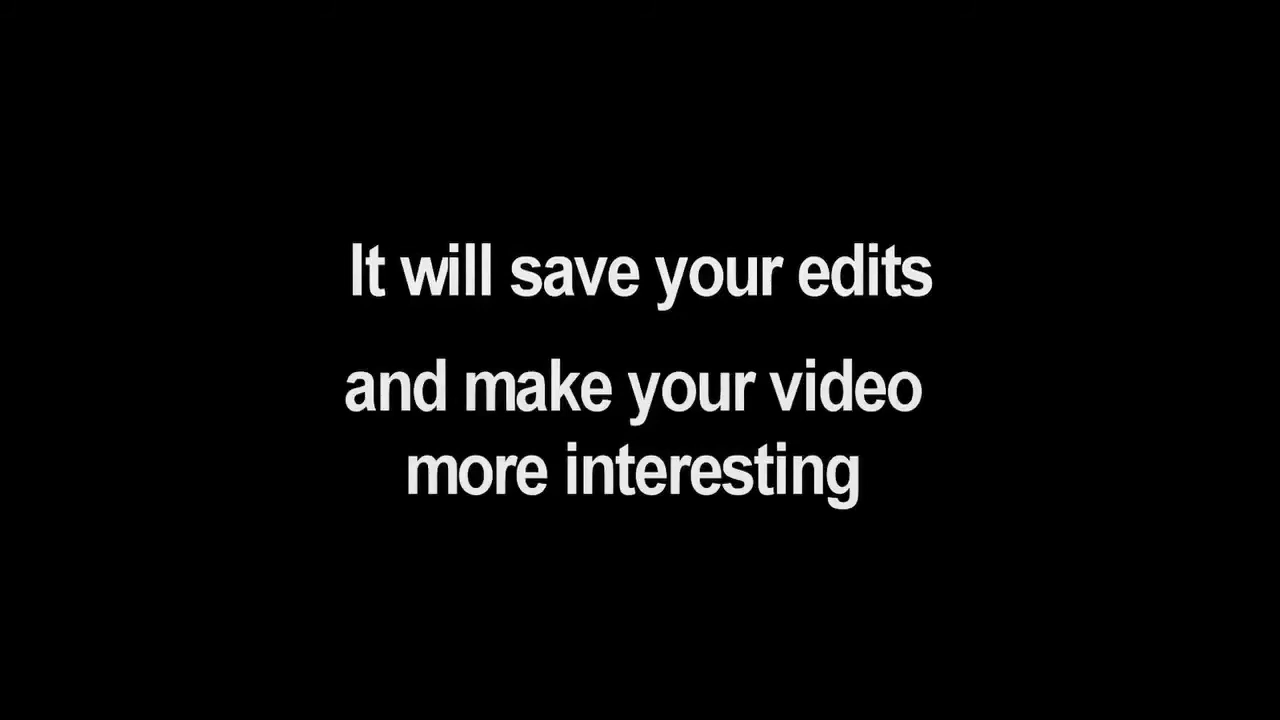 It will save your edits
and make your video
more interesting